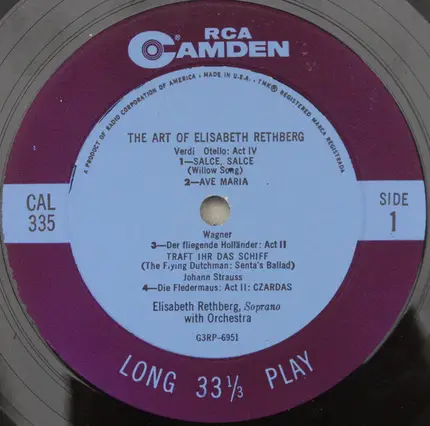 RCA
CAMDEN
A PRODUCT OF RADIO CORPORATION OF AMERICA • MADE IN U.S.A. • TMK® REGISTERED MARCA REGISTRADA
THE ART OF ELISABETH RETHBERG
Verdi Otello: Act IV
1—SALCE, SALCE
(Willow Song)
2—AVE MARIA
CAL
335
SIDE
1
Wagner
3—Der fliegende Holländer: Act II
TRAFT IHR DAS SCHIFF
(The Flying Dutchman: Senta's Ballad)
Johann Strauss
4—Die Fledermaus: Act II: CZARDAS
Elisabeth Rethberg, Soprano
with Orchestra
G3RP-6951
LONG 33 1/3 PLAY